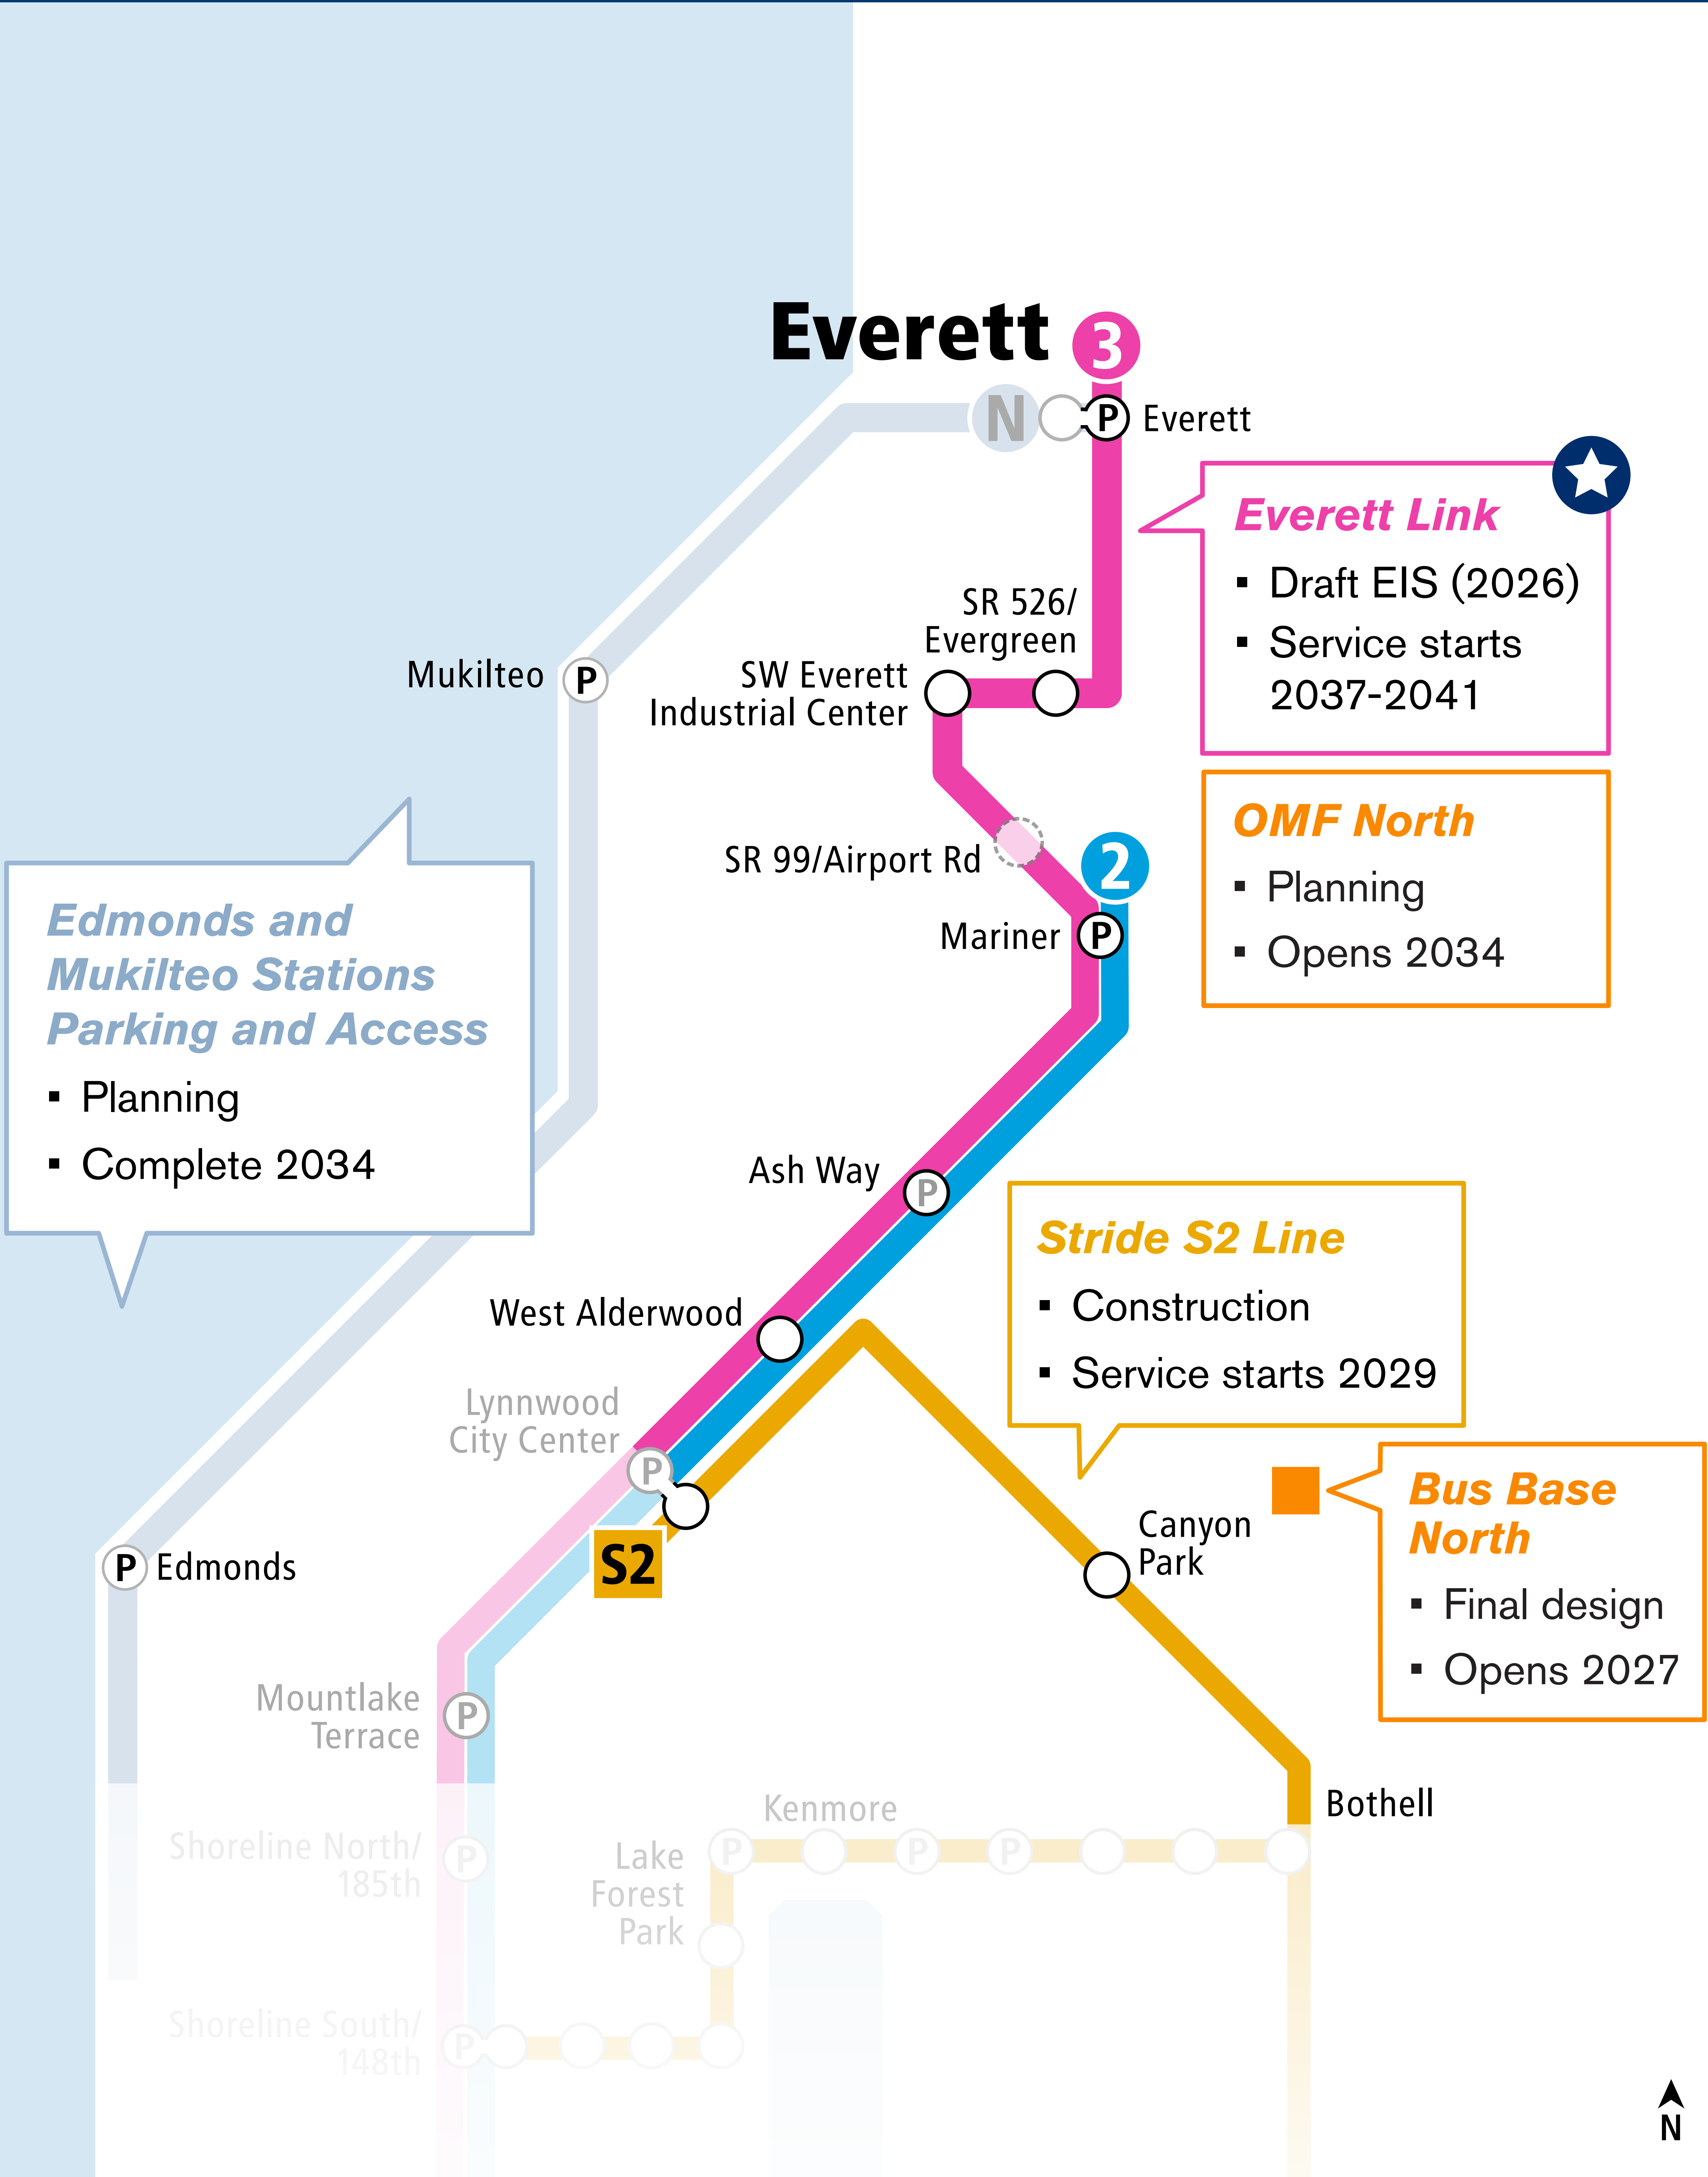 Everett
3
N
P
Everett
Everett Link
▪ Draft EIS (2026)
▪ Service starts
2037-2041
SR 526/
Evergreen
Mukilteo
P
SW Everett
Industrial Center
OMF North
▪ Planning
▪ Opens 2034
SR 99/Airport Rd
2
Mariner
P
Edmonds and
Mukilteo Stations
Parking and Access
▪ Planning
▪ Complete 2034
Ash Way
P
Stride S2 Line
▪ Construction
▪ Service starts 2029
West Alderwood
Lynnwood
City Center
P
S2
Bus Base
North
▪ Final design
▪ Opens 2027
Canyon
Park
P
Edmonds
Mountlake
Terrace
P
Bothell
Kenmore
Shoreline North/
185th
P
Lake
Forest
Park
P
P
P
Shoreline South/
148th
P
N